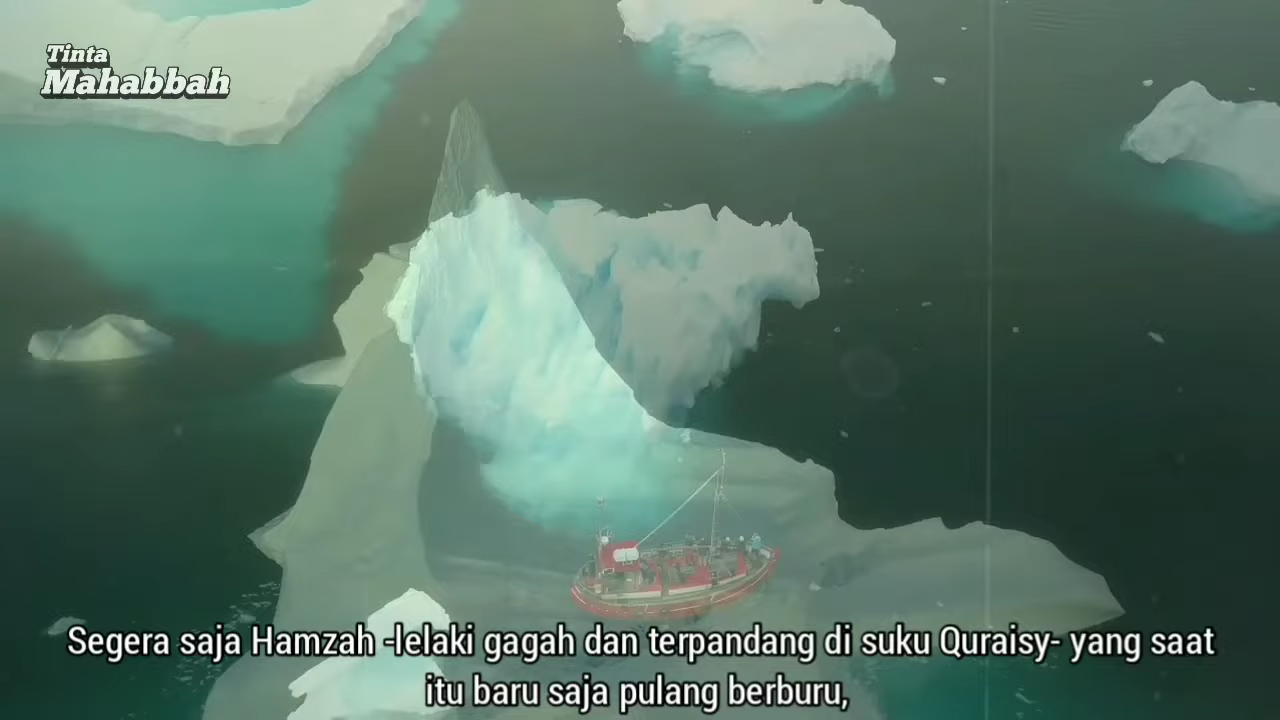 Tinta
Mahabbah
Segera saja Hamzah -lelaki gagah dan terpandang di suku Quraisy- yang saat
itu baru saja pulang berburu,